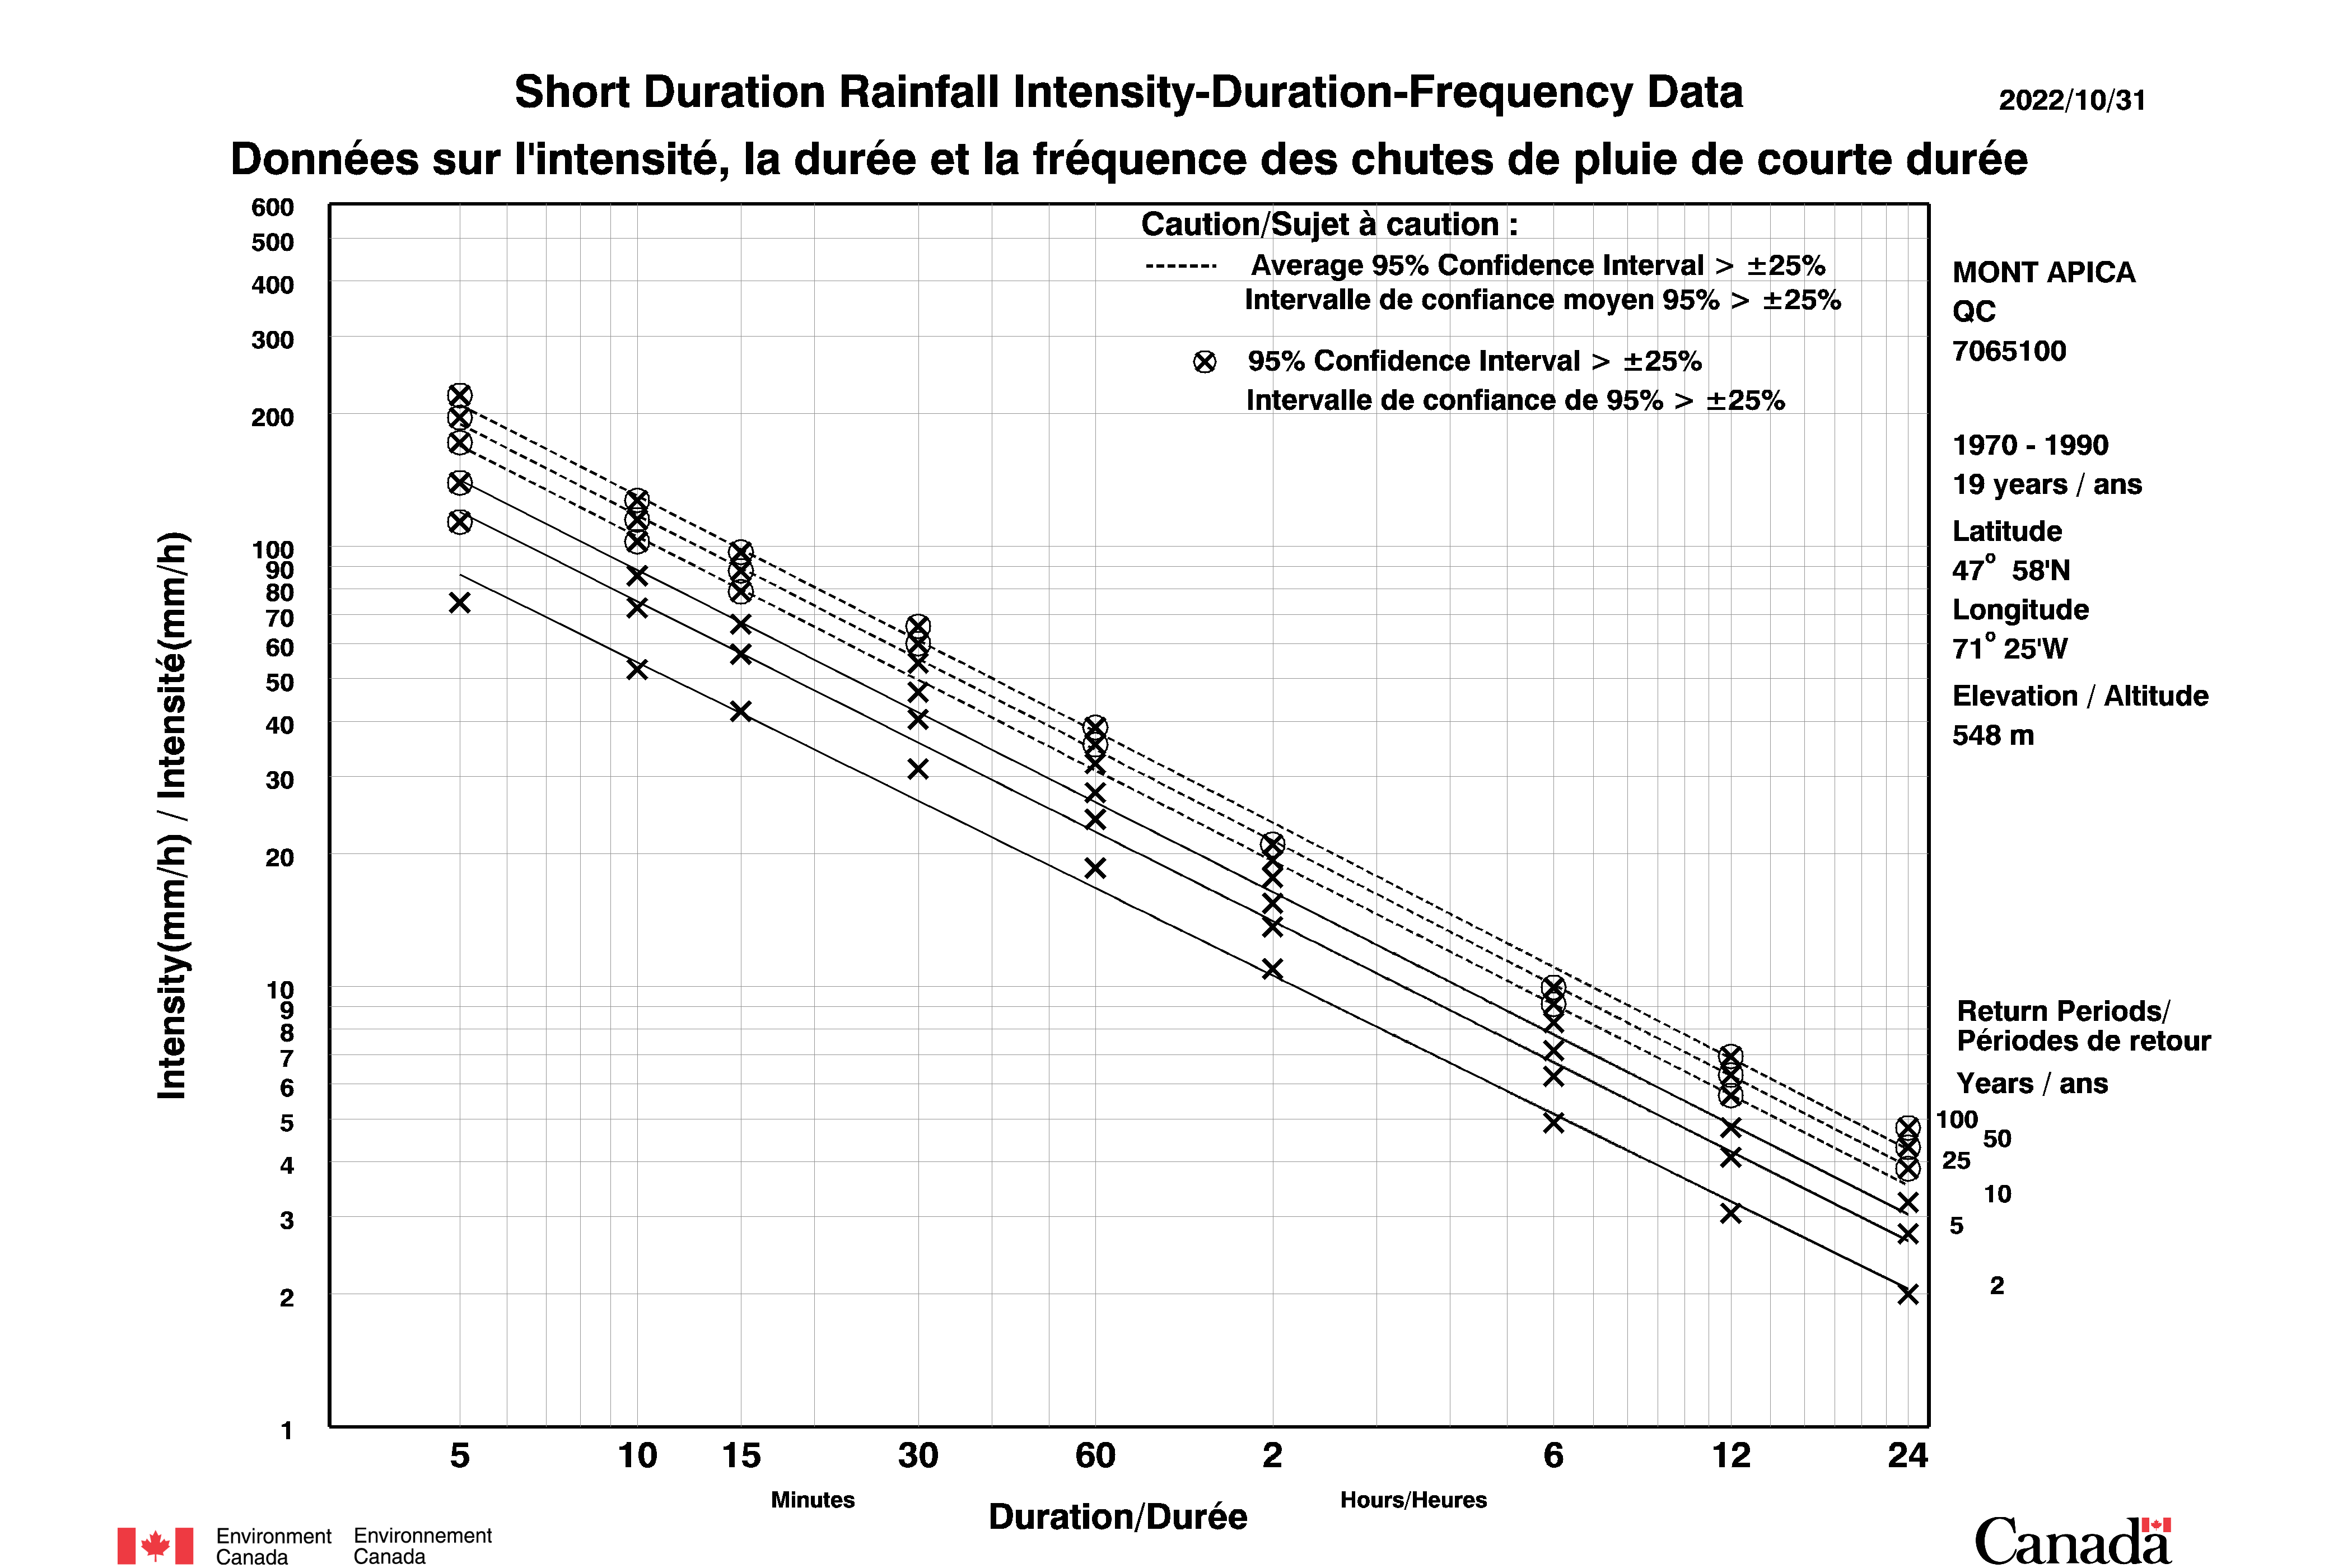 Short Duration Rainfall Intensity-Duration-Frequency Data
2022/10/31
Données sur l'intensité, la durée et la fréquence des chutes de pluie de courte durée
Caution/Sujet à caution :
Average 95% Confidence Interval > ±25%
Intervalle de confiance moyen 95% > ±25%
95% Confidence Interval > ±25%
Intervalle de confiance de 95% > ±25%
MONT APICA
QC
7065100
1970 - 1990
19 years / ans
Latitude
47° 58'N
Longitude
71° 25'W
Elevation / Altitude
548 m
Return Periods/
Périodes de retour
Years / ans
100
50
25
10
5
2
Intensity(mm/h) / Intensité(mm/h)
600
500
400
300
200
100
90
80
70
60
50
40
30
20
10
9
8
7
6
5
4
3
2
1
5 10 15 30 60 2 6 12 24
Minutes
Hours/Heures
Duration/Durée
Environment
Canada
Environnement
Canada
Canada